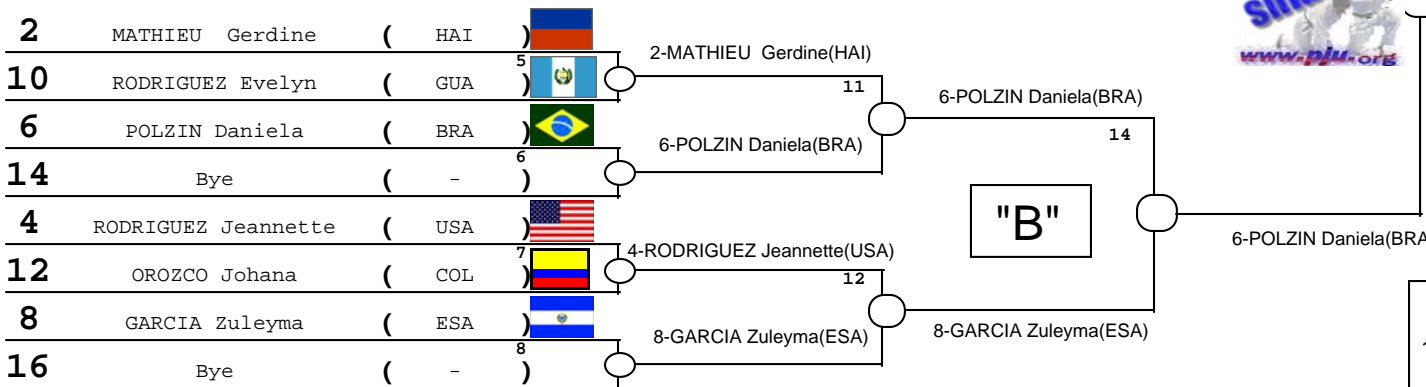 2 MATHIEU Gerdine ( HAI )
5
10 RODRIGUEZ Evelyn ( GUA )
6 POLZIN Daniela ( BRA )
6
14 Bye ( - )
4 RODRIGUEZ Jeannette ( USA )
7
12 OROZCO Johana ( COL )
8 GARCIA Zuleyma ( ESA )
8
16 Bye ( - )
2-MATHIEU Gerdine(HAI)
11
6-POLZIN Daniela(BRA)
4-RODRIGUEZ Jeannette(USA)
12
8-GARCIA Zuleyma(ESA)
6-POLZIN Daniela(BRA)
14
"B"
8-GARCIA Zuleyma(ESA)
6-POLZIN Daniela(BRA
www.pju.org